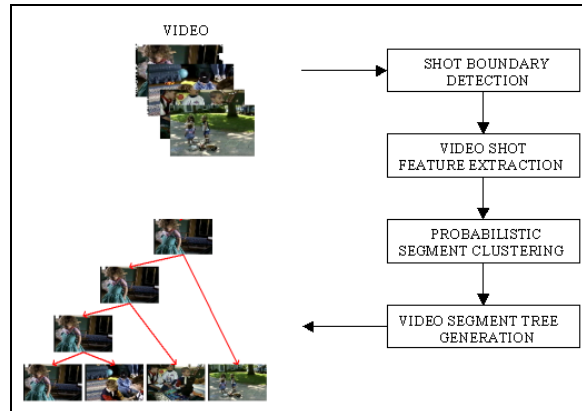 VIDEO
SHOT BOUNDARY
DETECTION
VIDEO SHOT
FEATURE EXTRACTION
PROBABILISTIC
SEGMENT CLUSTERING
VIDEO SEGMENT TREE
GENERATION